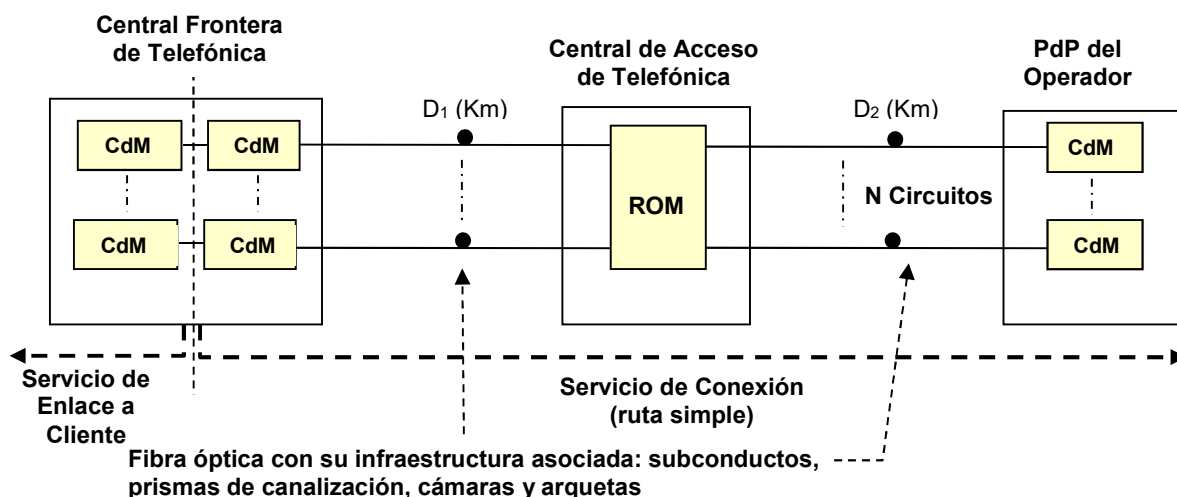 Central Frontera
de Telefónica
Central de Acceso
de Telefónica
PdP del
Operador
D₁ (Km)
D₂ (Km)
CdM
CdM
CdM
CdM
CdM
CdM
ROM
N Circuitos
Servicio de
Enlace a
Cliente
Servicio de Conexión
(ruta simple)
Fibra óptica con su infraestructura asociada: subconductos,
prismas de canalización, cámaras y arquetas